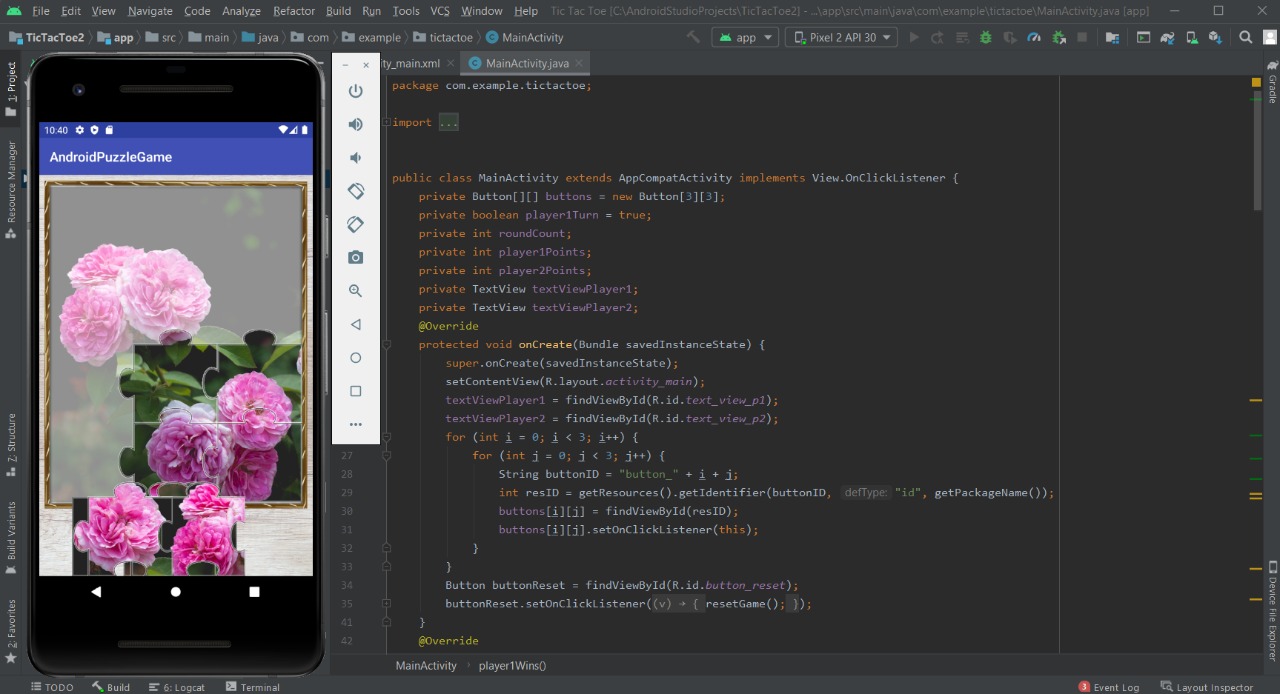 File Edit View Navigate Code Analyze Refactor Build Run Tools VCS Window Help Tic Tac Toe [C:\AndroidStudioProjects\TicTacToe2] - ...\app\src\main\java\com\example\tictactoe\MainActivity.java [app]
TicTacToe2 app src main java com example tictactoe MainActivity app Pixel 2 API 30
1: Project
Resource Manager
Z: Structure
Build Variants
2: Favorites
10:40
AndroidPuzzleGame
ity_main.xml MainActivity.java
package com.example.tictactoe;
import ...
public class MainActivity extends AppCompatActivity implements View.OnClickListener {
private Button[][] buttons = new Button[3][3];
private boolean player1Turn = true;
private int roundCount;
private int player1Points;
private int player2Points;
private TextView textViewPlayer1;
private TextView textViewPlayer2;
@Override
protected void onCreate(Bundle savedInstanceState) {
super.onCreate(savedInstanceState);
setContentView(R.layout.activity_main);
textViewPlayer1 = findViewById(R.id.text_view_p1);
textViewPlayer2 = findViewById(R.id.text_view_p2);
for (int i = 0; i < 3; i++) {
27 for (int j = 0; j < 3; j++) {
28 String buttonID = "button_" + i + j;
29 int resID = getResources().getIdentifier(buttonID, defType: "id", getPackageName());
30 buttons[i][j] = findViewById(resID);
31 buttons[i][j].setOnClickListener(this);
32 }
33 }
34 Button buttonReset = findViewById(R.id.button_reset);
35 buttonReset.setOnClickListener((v) → { resetGame(); });
41 }
42 @Override
MainActivity › player1Wins()
Gradle
Device File Explorer
TODO Build 6: Logcat Terminal 3 Event Log Layout Inspector